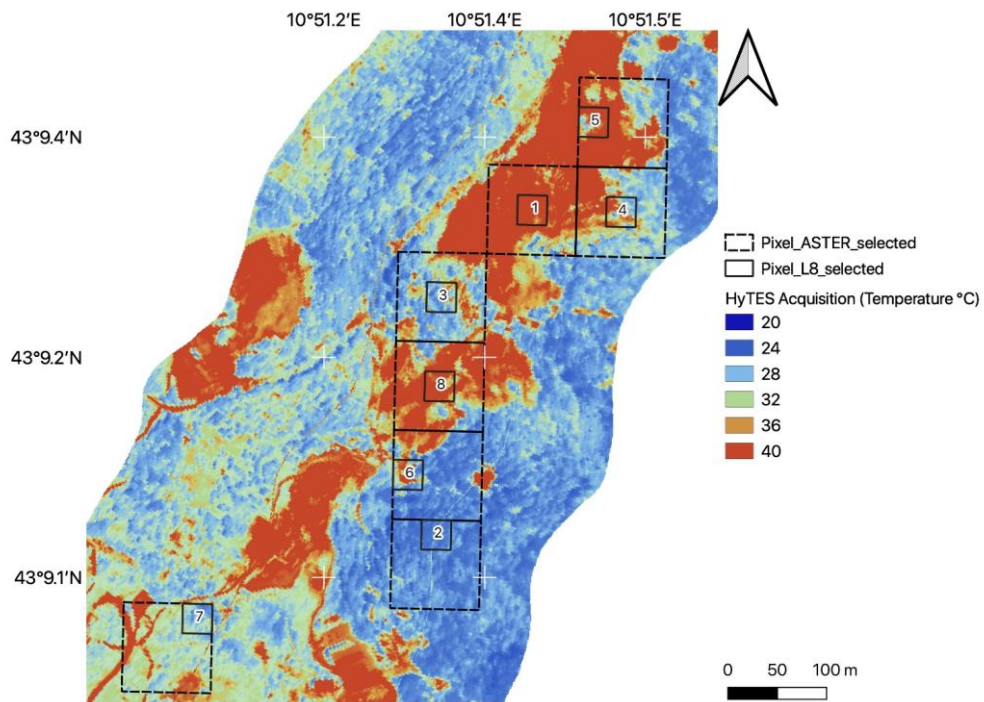 10°51.2′E
10°51.4′E
10°51.5′E
43°9.4′N
43°9.2′N
43°9.1′N
5
1
4
3
8
6
2
7
Pixel_ASTER_selected
Pixel_L8_selected
HyTES Acquisition (Temperature °C)
20
24
28
32
36
40
0 50 100 m